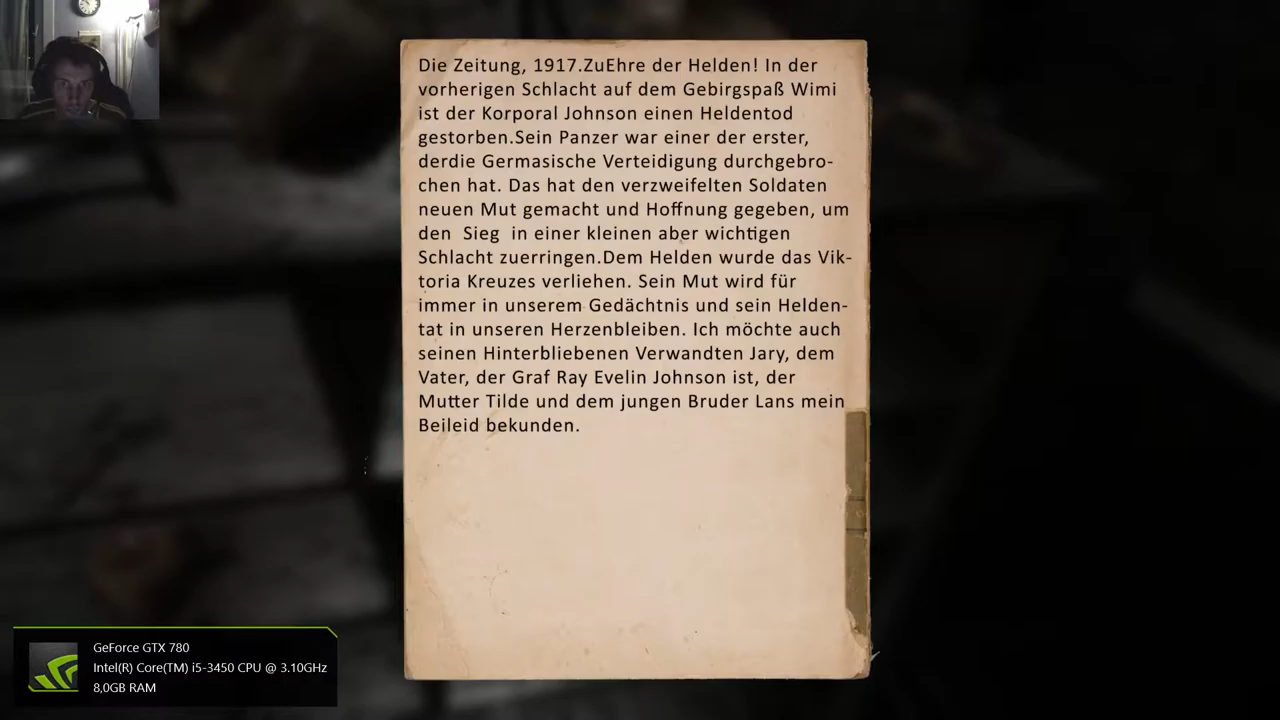 Die Zeitung, 1917.ZuEhre der Helden! In der
vorherigen Schlacht auf dem Gebirgspaß Wimi
ist der Korporal Johnson einen Heldentod
gestorben.Sein Panzer war einer der erster,
derdie Germasische Verteidigung durchgebro-
chen hat. Das hat den verzweifelten Soldaten
neuen Mut gemacht und Hoffnung gegeben, um
den  Sieg  in einer kleinen aber wichtigen
Schlacht zuerringen.Dem Helden wurde das Vik-
toria Kreuzes verliehen. Sein Mut wird für
immer in unserem Gedächtnis und sein Helden-
tat in unseren Herzenbleiben. Ich möchte auch
seinen Hinterbliebenen Verwandten Jary, dem
Vater, der Graf Ray Evelin Johnson ist, der
Mutter Tilde und dem jungen Bruder Lans mein
Beileid bekunden.
GeForce GTX 780
Intel(R) Core(TM) i5-3450 CPU @ 3.10GHz
8,0GB RAM